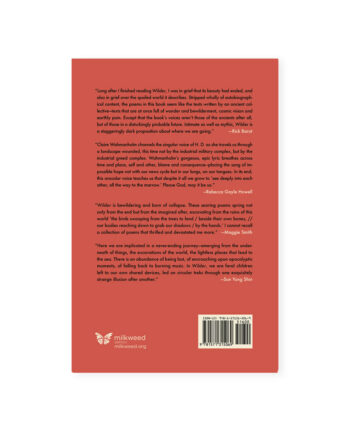 "Long after I finished reading Wilder, I was in grief that its beauty had ended, and
also in grief over the spoiled world it describes. Stripped wholly of autobiograph-
ical content, the poems in this book seem like the texts written by an ancient col-
lective–texts that are at once full of wonder and bewilderment, cosmic vision and
earthly pain. Except that the book's voices aren't those of the ancients after all,
but of those in a disturbingly probable future. Intimate as well as mythic, Wilder is
a staggeringly dark proposition about where we are going."
—Rick Barot
"Claire Wahmanholm channels the singular voice of H. D. as she travels us through
a landscape wounded, this time not by the industrial military complex, but by the
industrial greed complex. Wahmanholm's gorgeous, epic lyric breathes across
time and place, self and other, blame and consequence–placing the song of im-
possible hope not with our news cycle but in our lungs, on our tongues. In its end,
this oracular voice teaches us that despite it all we grow to 'see deeply into each
other, all the way to the marrow.' Please God, may it be so."
—Rebecca Gayle Howell
"Wilder is bewildering and born of collapse. These searing poems spring not
only from the end but from the imagined after, excavating from the ruins of this
world 'the birds swooping from the trees to land / beside their own bones, //
our bodies reaching down to grab our shadows / by the hands.' I cannot recall
a collection of poems that thrilled and devastated me more."
—Maggie Smith
"Here we are implicated in a never-ending journey–emerging from the under-
neath of things, the excavations of the world, the lightless places that lead to
the sea. There is an abundance of being lost, of encroaching upon apocalyptic
moments, of falling back to burning music. In Wilder, we are feral children
left to our own shared devices, led on circular treks through one exquisitely
strange illusion after another."
—Sun Yung Shin
milkweed
milkweed.org